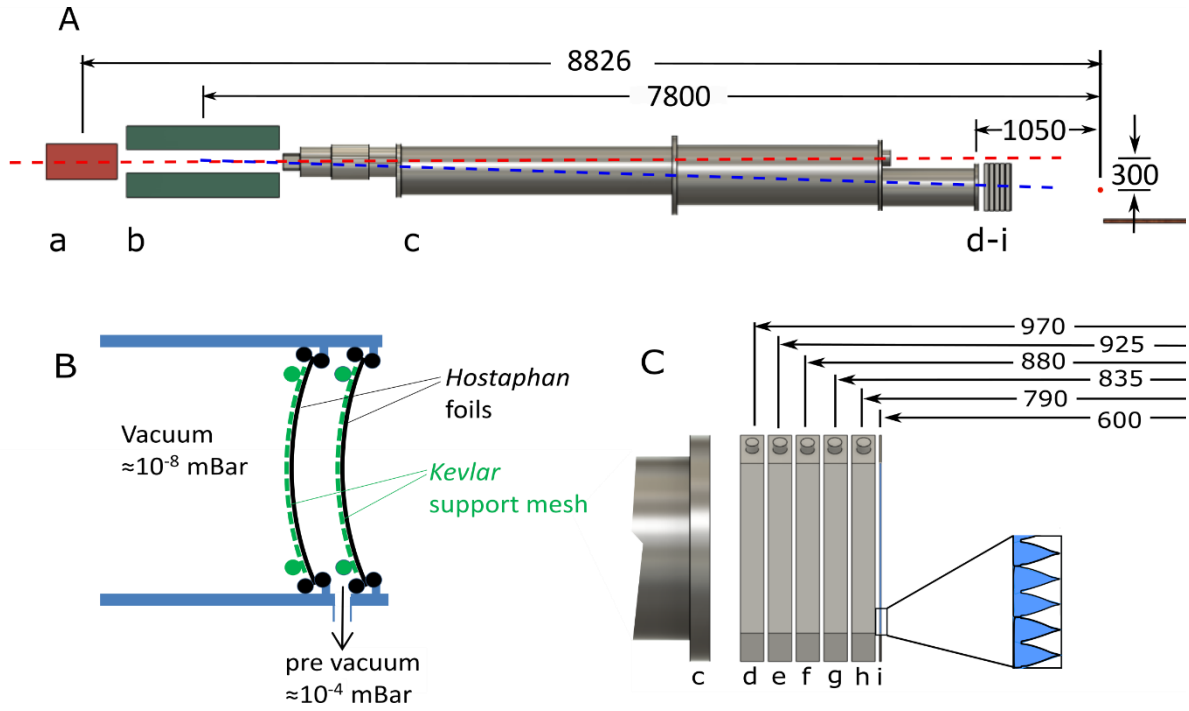 A
8826
7800
1050
300
a
b
c
d-i
B
Hostaphan
foils
Vacuum
≈10⁻⁸ mBar
Kevlar
support mesh
pre vacuum
≈10⁻⁴ mBar
C
970
925
880
835
790
600
c
d
e
f
g
h
i